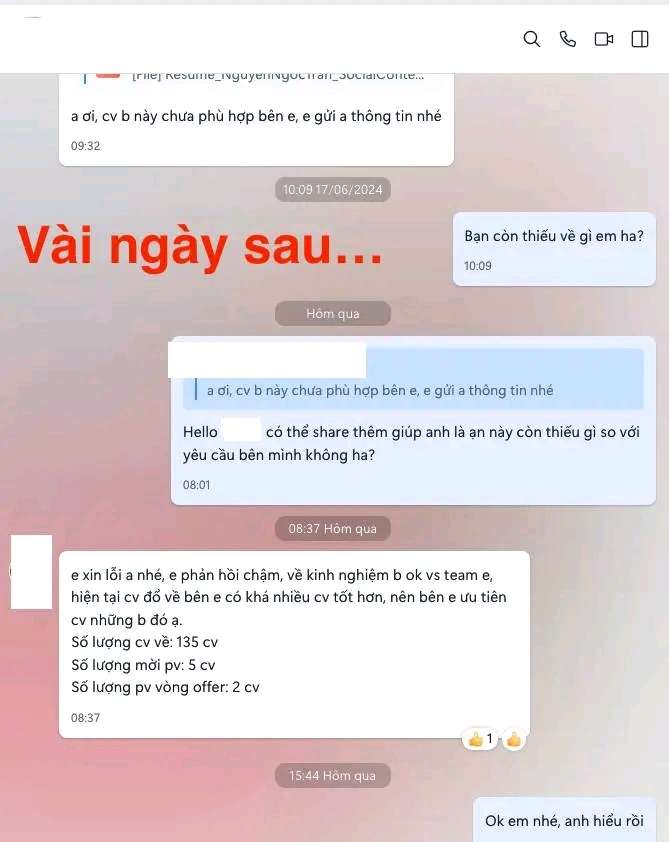 [File] Resume_NguyenNgocTran_SocialConte...
a ơi, cv b này chưa phù hợp bên e, e gửi a thông tin nhé
09:32
10:09 17/06/2024
Vài ngày sau...
Bạn còn thiếu về gì em ha?
10:09
Hôm qua
a ơi, cv b này chưa phù hợp bên e, e gửi a thông tin nhé
Hello có thể share thêm giúp anh là ạn này còn thiếu gì so với
yêu cầu bên mình không ha?
08:01
08:37 Hôm qua
e xin lỗi a nhé, e phản hồi chậm, về kinh nghiệm b ok vs team e,
hiện tại cv đổ về bên e có khá nhiều cv tốt hơn, nên bên e ưu tiên
cv những b đó ạ.
Số lượng cv về: 135 cv
Số lượng mời pv: 5 cv
Số lượng pv vòng offer: 2 cv
08:37
1
15:44 Hôm qua
Ok em nhé, anh hiểu rồi